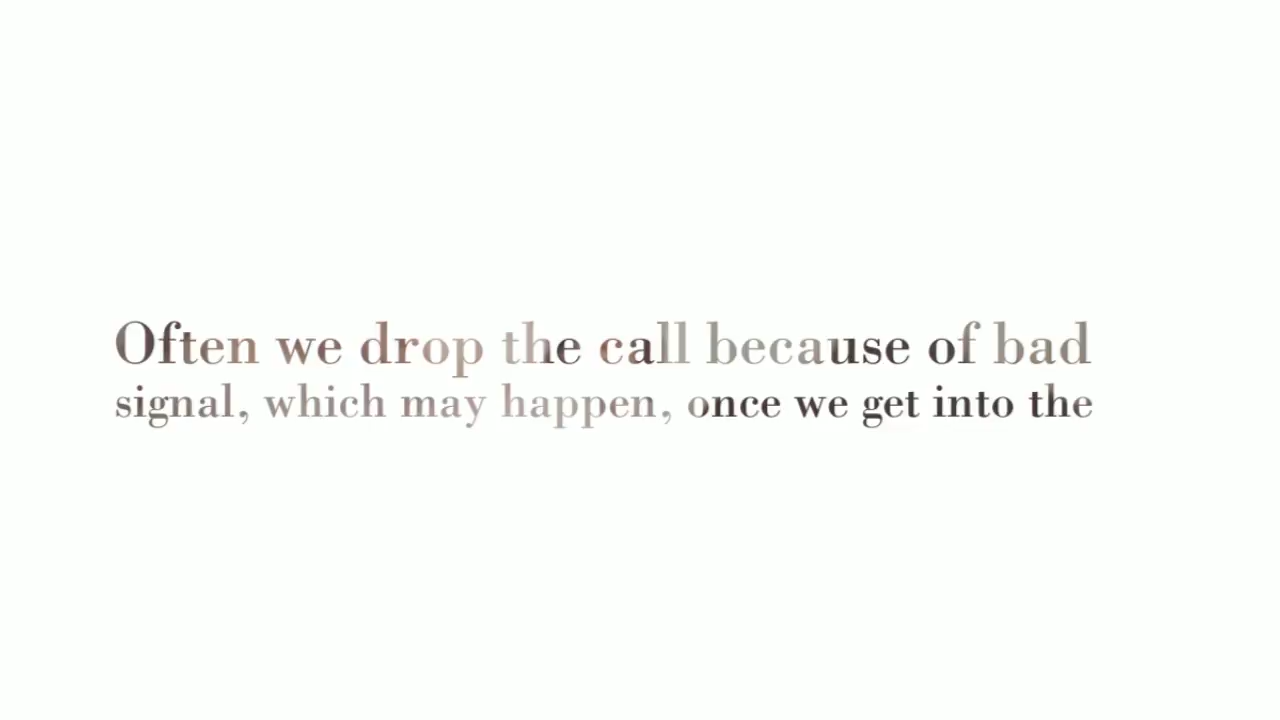 Often we drop the call because of bad
signal, which may happen, once we get into the